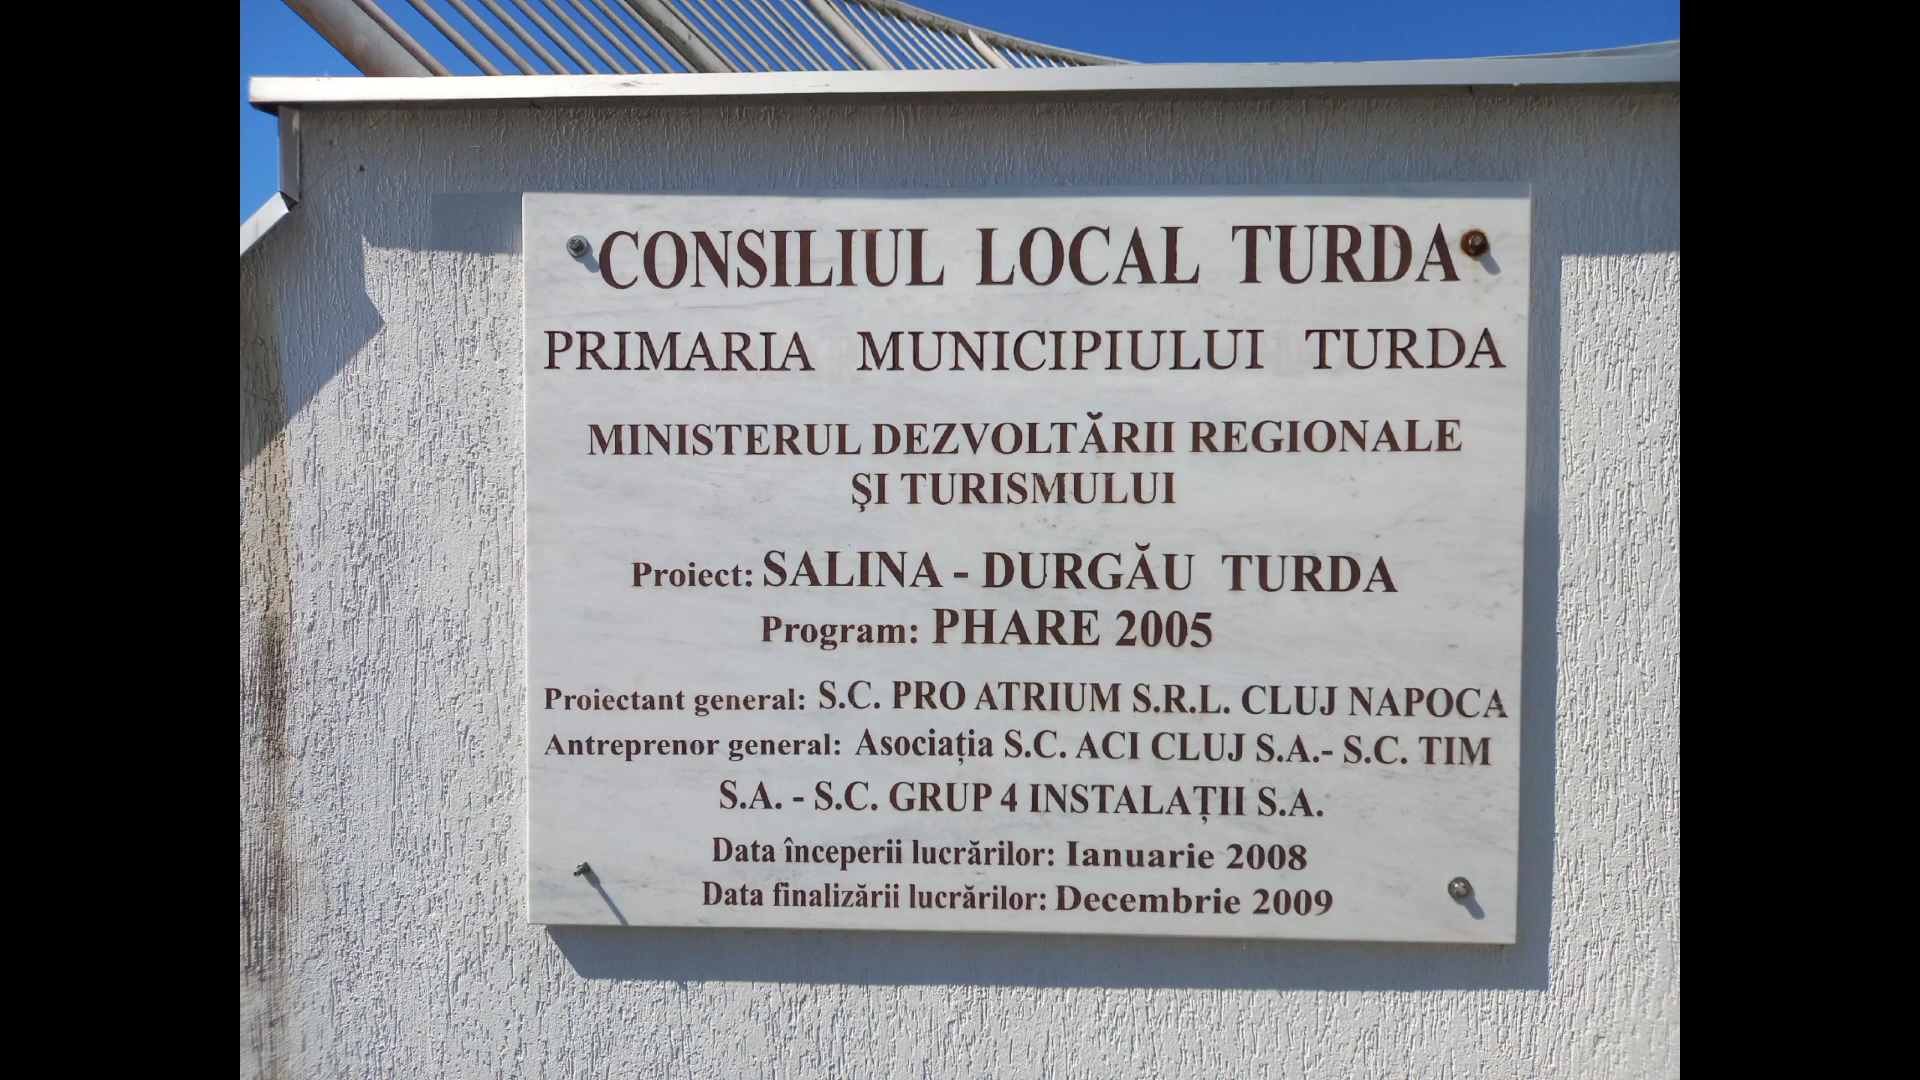 CONSILIUL LOCAL TURDA
PRIMARIA MUNICIPIULUI TURDA
MINISTERUL DEZVOLTĂRII REGIONALE
ŞI TURISMULUI
Proiect: SALINA - DURGĂU TURDA
Program: PHARE 2005
Proiectant general: S.C. PRO ATRIUM S.R.L. CLUJ NAPOCA
Antreprenor general: Asociația S.C. ACI CLUJ S.A.- S.C. TIM
S.A. - S.C. GRUP 4 INSTALAȚII S.A.
Data începerii lucrărilor: Ianuarie 2008
Data finalizării lucrărilor: Decembrie 2009